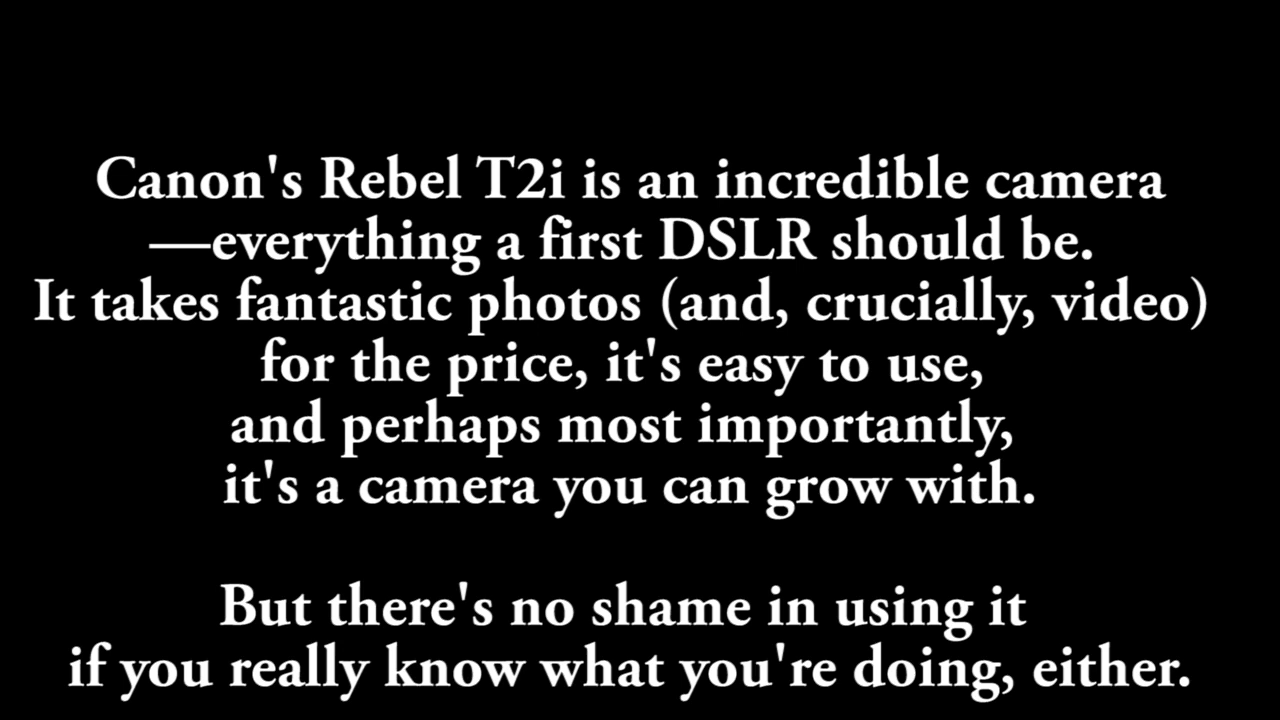 Canon's Rebel T2i is an incredible camera
—everything a first DSLR should be.
It takes fantastic photos (and, crucially, video)
for the price, it's easy to use,
and perhaps most importantly,
it's a camera you can grow with.
But there's no shame in using it
if you really know what you're doing, either.